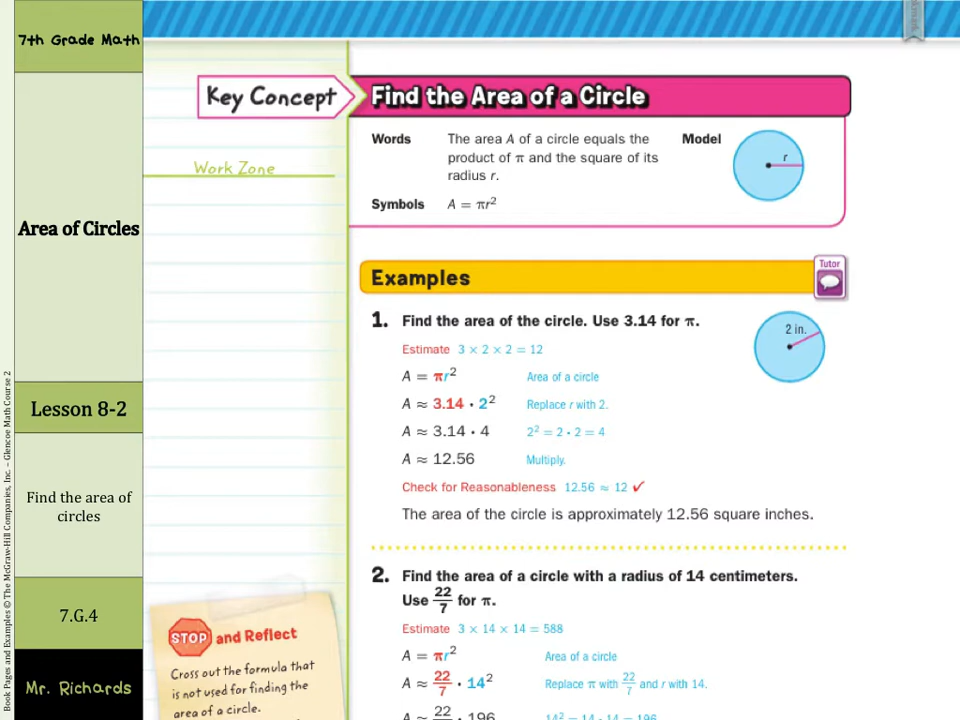 7th Grade Math
Area of Circles
Lesson 8-2
Find the area of
circles
7.G.4
Mr. Richards
Book Pages and Examples © The McGraw-Hill Companies, Inc. – Glencoe Math Course 2
Key Concept
Find the Area of a Circle
Work Zone
Words
The area A of a circle equals the
product of π and the square of its
radius r.
Model
r
Symbols
A = πr²
Examples
Tutor
1. Find the area of the circle. Use 3.14 for π.
2 in.
Estimate 3 × 2 × 2 = 12
A = πr² Area of a circle
A ≈ 3.14 • 2² Replace r with 2.
A ≈ 3.14 • 4 2² = 2 • 2 = 4
A ≈ 12.56 Multiply.
Check for Reasonableness 12.56 ≈ 12 ✓
The area of the circle is approximately 12.56 square inches.
2. Find the area of a circle with a radius of 14 centimeters.
Use 22/7 for π.
Estimate 3 × 14 × 14 = 588
A = πr² Area of a circle
A ≈ 22/7 • 14² Replace π with 22/7 and r with 14.
A ≈ 22 • 196 14² = 14 • 14 = 196
STOP and Reflect
Cross out the formula that
is not used for finding the
area of a circle.